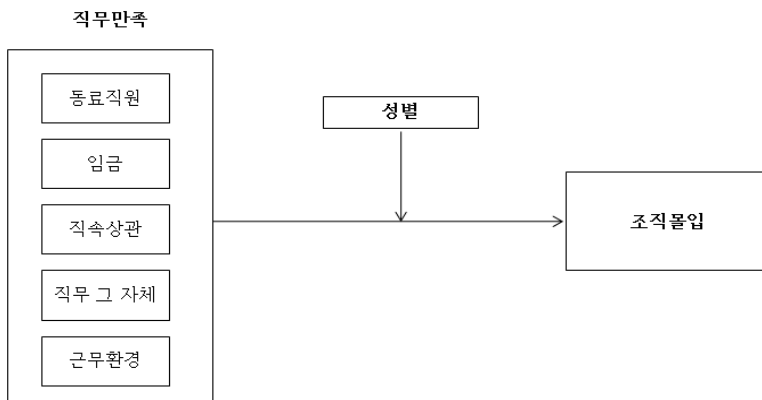 직무만족
동료직원
성별
임금
직속상관
조직몰입
직무 그 자체
근무환경